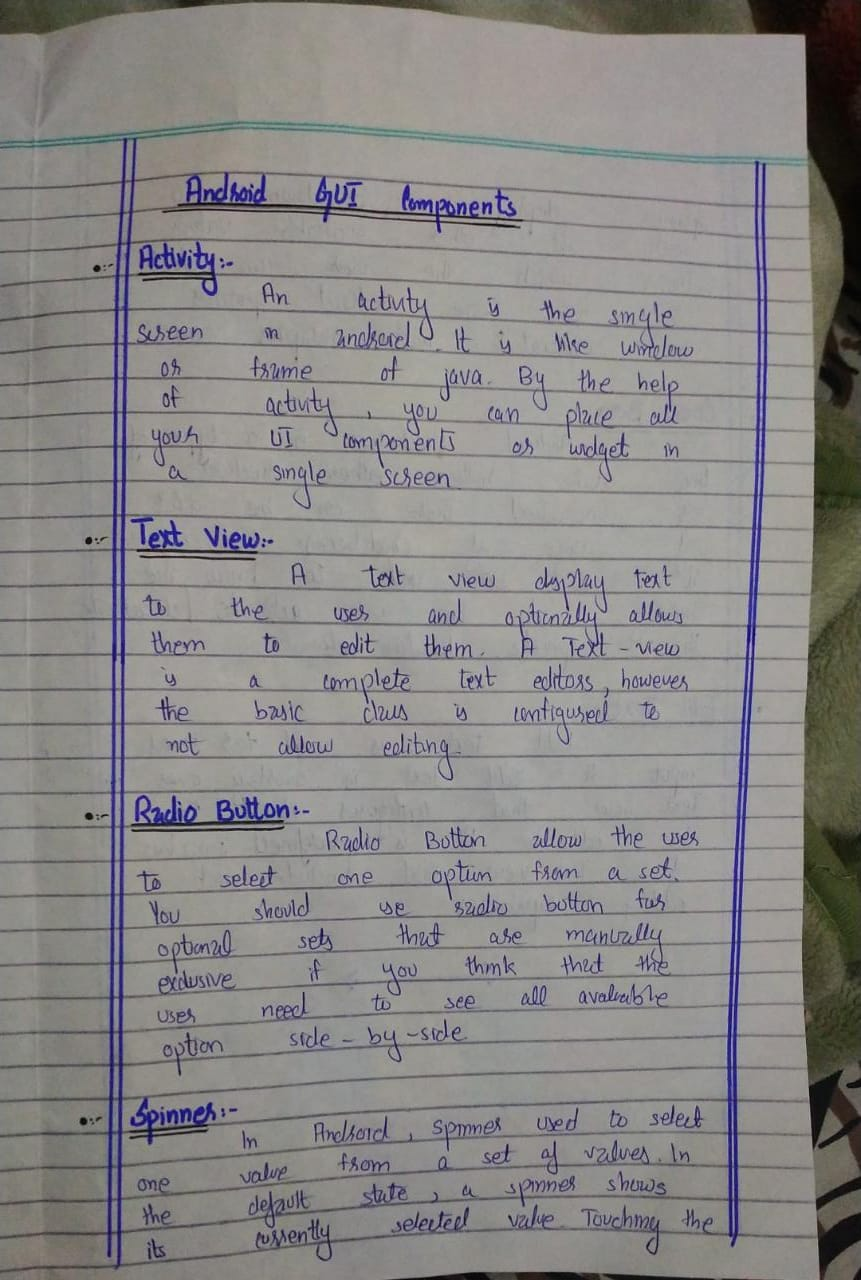 Android GUI Components
Activity:-
An activity is the single
screen in android. It is like window
or frame of java. By the help
of activity, you can place all
your UI components or widget in
a single screen
Text View:-
A text view display text
to the user and optionally allows
them to edit them. A Text-view
is a complete text editors, however
the basic class is configured to
not allow editing.
Radio Button:-
Radio Button allow the user
to select one option from a set.
You should use radio button for
optional sets that are manually
exclusive if you think that the
user need to see all available
option side-by-side
Spinner:-
In Android, spinner used to select
one value from a set of values. In
the default state, a spinner shows
its currently selected value. Touching the